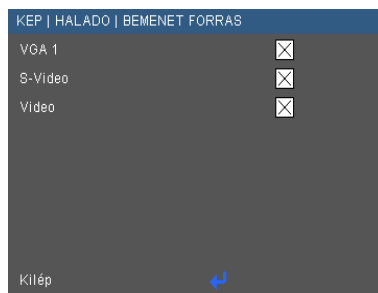 KEP | HALADO | BEMENET FORRAS
VGA 1
S-Video
Video
Kilép